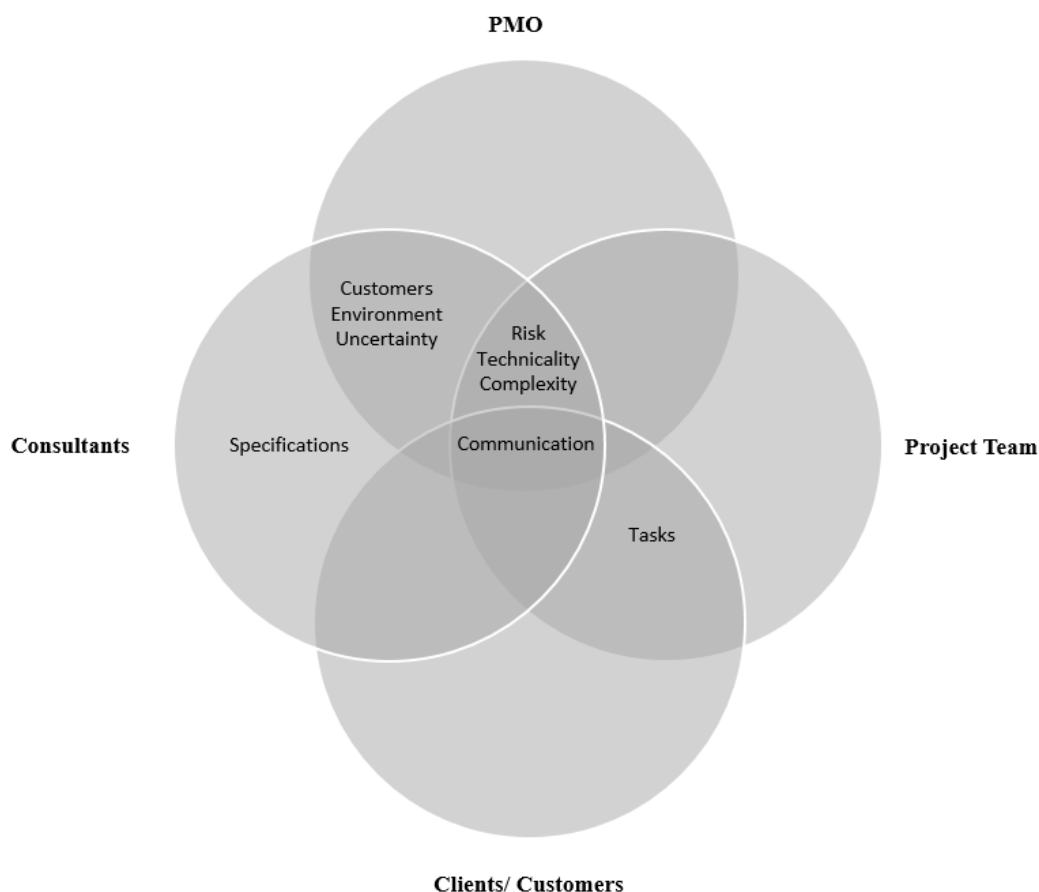 PMO
Customers
Environment
Uncertainty
Risk
Technicality
Complexity
Consultants
Specifications
Communication
Project Team
Tasks
Clients/ Customers